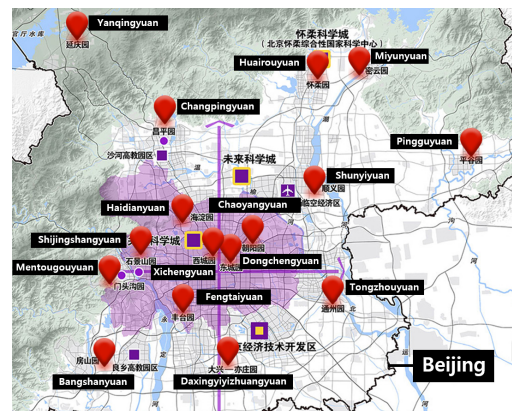 官厅水库
Yanqingyuan
延庆园
怀柔科学城
(北京怀柔综合性国家科学中心)
Huairouyuan
Miyunyuan
密云园
怀柔园
Changpingyuan
昌平园
沙河高教园区
Pingguyuan
平谷园
未来科学城
Shunyiyuan
顺义园
临空经济区
Haidianyuan
Chaoyangyuan
海淀园
朝阳园
Shijingshangyuan
科学城
西城园
东城园
Dongchengyuan
Mentougouyuan
石景山园
Xichengyuan
门头沟园
Fengtaiyuan
丰台园
Tongzhouyuan
通州园
经济技术开发区
房山园
良乡高教园区
大兴—亦庄园
Bangshanyuan
Daxingyiyizhuangyuan
Beijing